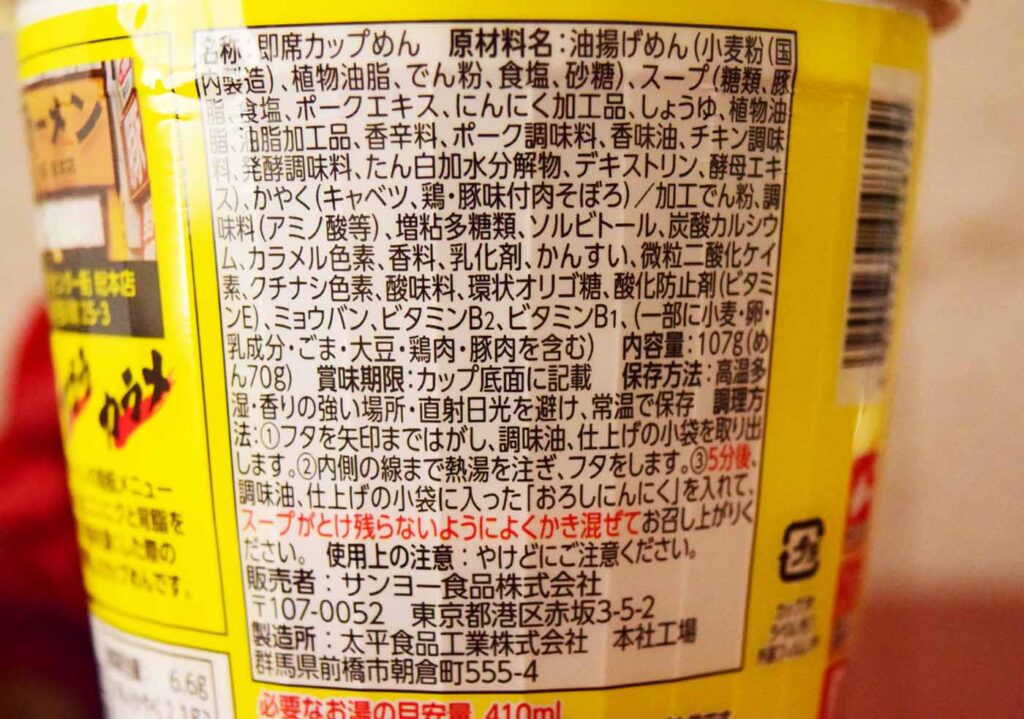 名称:即席カップめん 原材料名:油揚げめん(小麦粉(国
内製造)、植物油脂、でん粉、食塩、砂糖)、スープ(糖類、豚
脂、食塩、ポークエキス、にんにく加工品、しょうゆ、植物油
脂、油脂加工品、香辛料、ポーク調味料、香味油、チキン調味
料、発酵調味料、たん白加水分解物、デキストリン、酵母エキ
ス)、かやく(キャベツ、鶏・豚味付肉そぼろ)/加工でん粉、調
味料(アミノ酸等)、増粘多糖類、ソルビトール、炭酸カルシウ
ム、カラメル色素、香料、乳化剤、かんすい、微粒二酸化ケイ
素、クチナシ色素、酸味料、環状オリゴ糖、酸化防止剤(ビタミ
ンE)、ミョウバン、ビタミンB2、ビタミンB1、(一部に小麦・卵・
乳成分・ごま・大豆・鶏肉・豚肉を含む) 内容量:107g(め
ん70g) 賞味期限:カップ底面に記載 保存方法:高温多
湿・香りの強い場所・直射日光を避け、常温で保存 調理方
法:①フタを矢印まではがし、調味油、仕上げの小袋を取り出
します。②内側の線まで熱湯を注ぎ、フタをします。③5分後、
調味油、仕上げの小袋に入った「おろしにんにく」を入れて、
スープがとけ残らないようによくかき混ぜてお召し上がりく
ださい。 使用上の注意:やけどにご注意ください。
販売者:サンヨー食品株式会社
〒107-0052 東京都港区赤坂3-5-2
製造所:太平食品工業株式会社 本社工場
群馬県前橋市朝倉町555-4
必要なお湯の目安量 410ml
ーメン
総本店
25-3
メニュー
6.6g
プラ